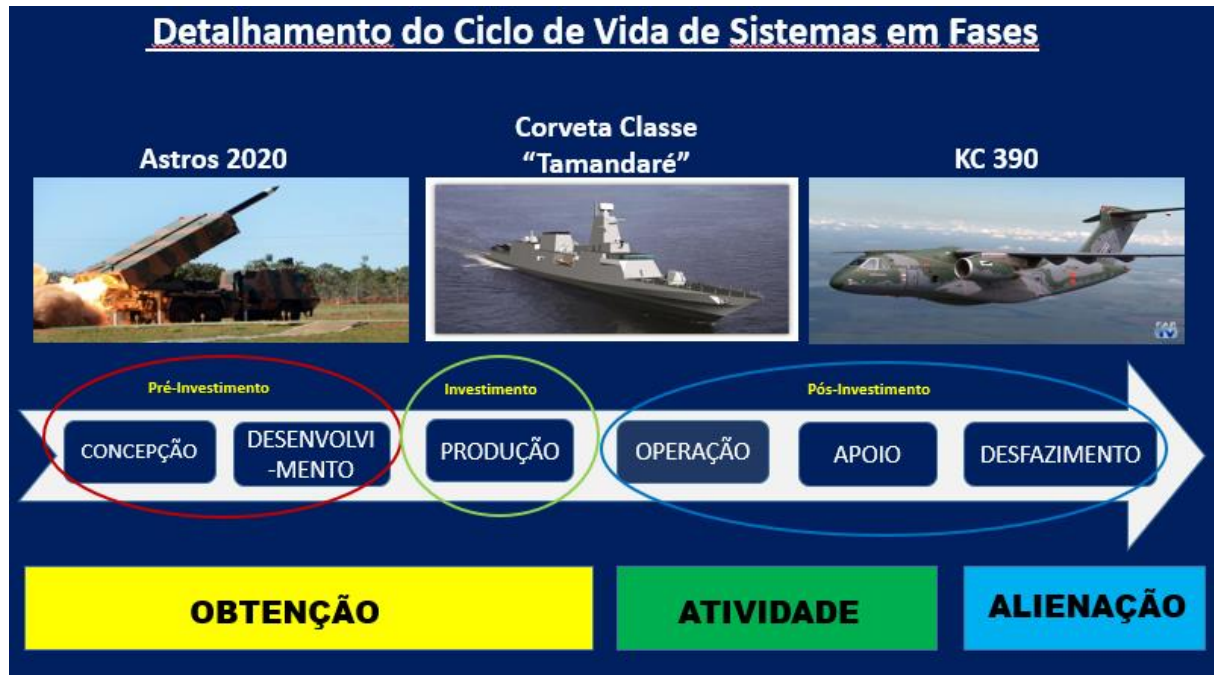 Detalhamento do Ciclo de Vida de Sistemas em Fases
Astros 2020
Corveta Classe
“Tamandaré”
KC 390
Pré-Investimento
Investimento
Pós-Investimento
CONCEPÇÃO
DESENVOLVI
-MENTO
PRODUÇÃO
OPERAÇÃO
APOIO
DESFAZIMENTO
OBTENÇÃO
ATIVIDADE
ALIENAÇÃO